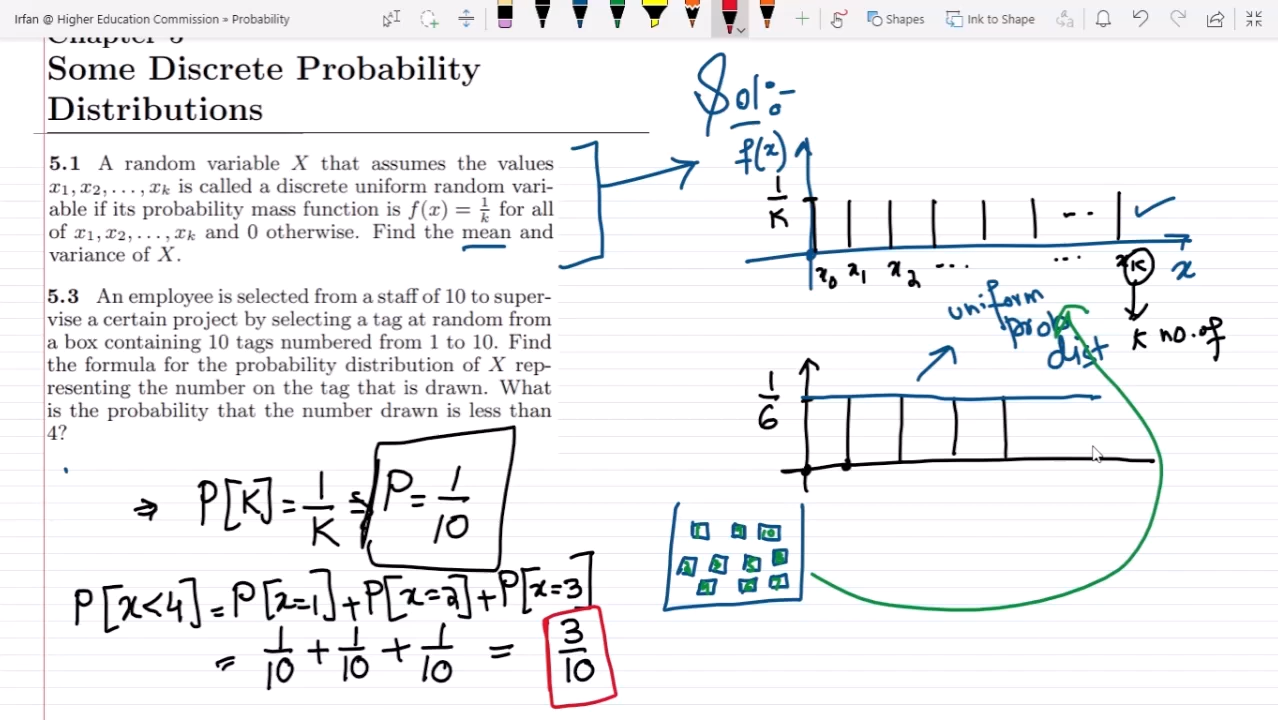 Irfan @ Higher Education Commission » Probability
Shapes
Ink to Shape
Some Discrete Probability
Distributions
5.1 A random variable X that assumes the values
x₁, x₂, . . . , xₖ is called a discrete uniform random vari-
able if its probability mass function is f(x) = 1/k for all
of x₁, x₂, . . . , xₖ and 0 otherwise. Find the mean and
variance of X.
5.3 An employee is selected from a staff of 10 to super-
vise a certain project by selecting a tag at random from
a box containing 10 tags numbered from 1 to 10. Find
the formula for the probability distribution of X rep-
resenting the number on the tag that is drawn. What
is the probability that the number drawn is less than
4?
⇒ P[K] = 1/K = P = 1/10
P[x<4] = P[x=1] + P[x=2] + P[x=3]
= 1/10 + 1/10 + 1/10 = 3/10
Sol:-
f(x)
1/K
x₀ x₁ x₂ ... ... xK x
uniform
prob
dist
K no. of
1/6